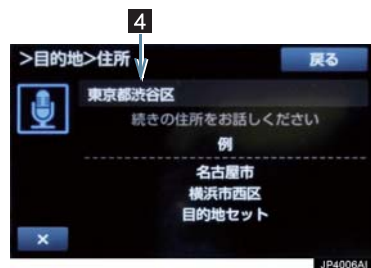 4
>目的地>住所
戻る
東京都渋谷区
続きの住所をお話しください
例
名古屋市
横浜市西区
目的地セット
×
JP4006AI